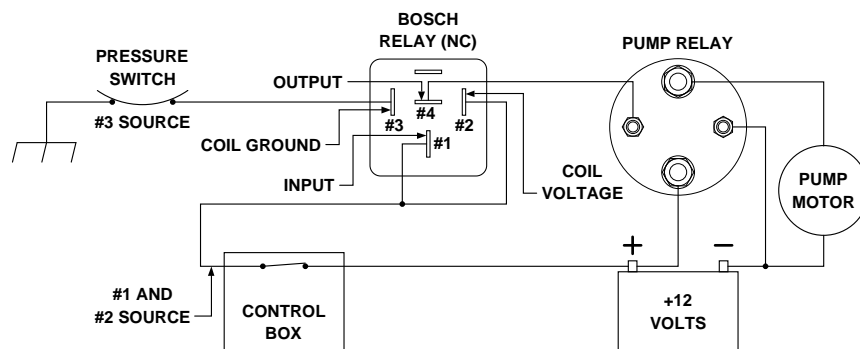 BOSCH
RELAY (NC)
PUMP RELAY
PRESSURE
SWITCH
OUTPUT
#4
#3 SOURCE
#3
#2
COIL GROUND
#1
INPUT
COIL
VOLTAGE
PUMP
MOTOR
+
–
#1 AND
#2 SOURCE
CONTROL
BOX
+12
VOLTS